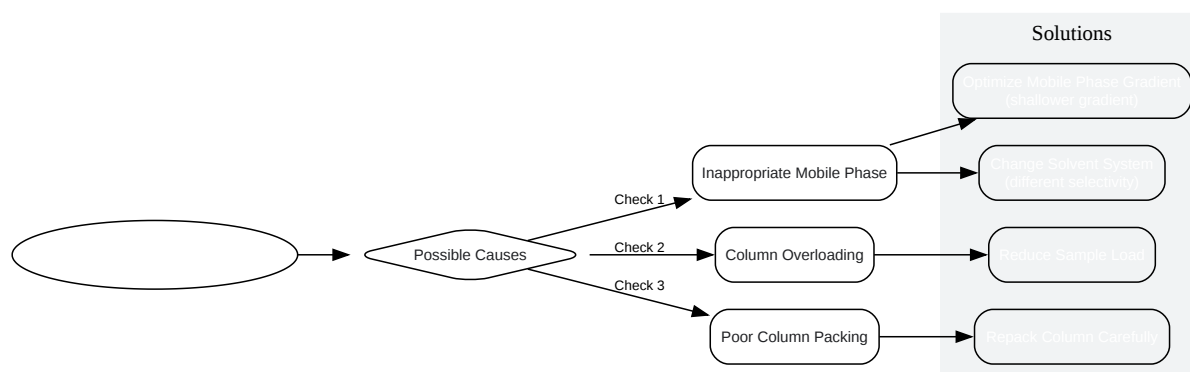 Solutions
Optimize Mobile Phase Gradient
(shallower gradient)
Inappropriate Mobile Phase
Change Solvent System
(different selectivity)
Check 1
Possible Causes
Check 2
Column Overloading
Reduce Sample Load
Check 3
Poor Column Packing
Repack Column Carefully